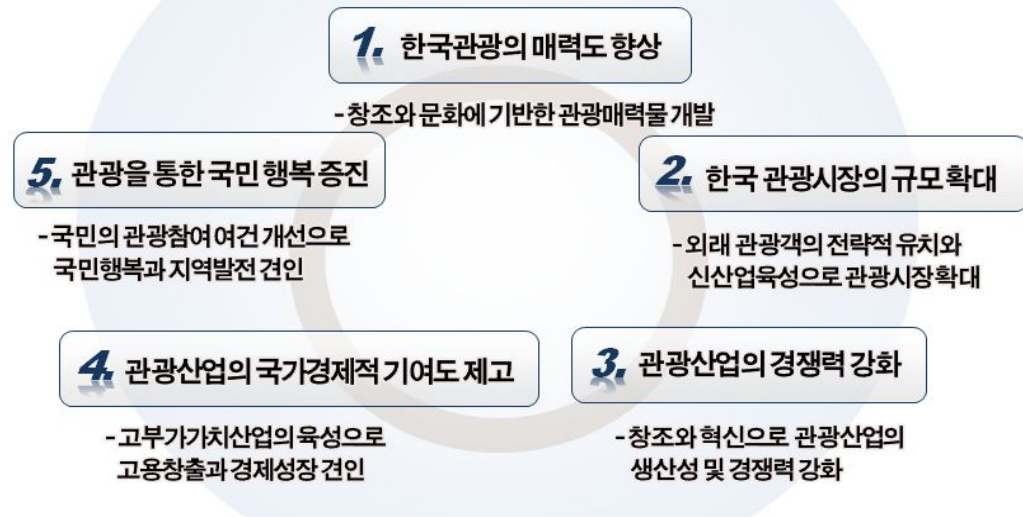 1. 한국관광의 매력도 향상
- 창조와 문화에 기반한 관광매력물 개발
2. 한국 관광시장의 규모 확대
- 외래 관광객의 전략적 유치와
신산업육성으로 관광시장확대
3. 관광산업의 경쟁력 강화
- 창조와 혁신으로 관광산업의
생산성 및 경쟁력 강화
4. 관광산업의 국가경제적 기여도 제고
- 고부가가치산업의 육성으로
고용창출과 경제성장 견인
5. 관광을 통한 국민 행복 증진
- 국민의 관광참여 여건 개선으로
국민행복과 지역발전 견인